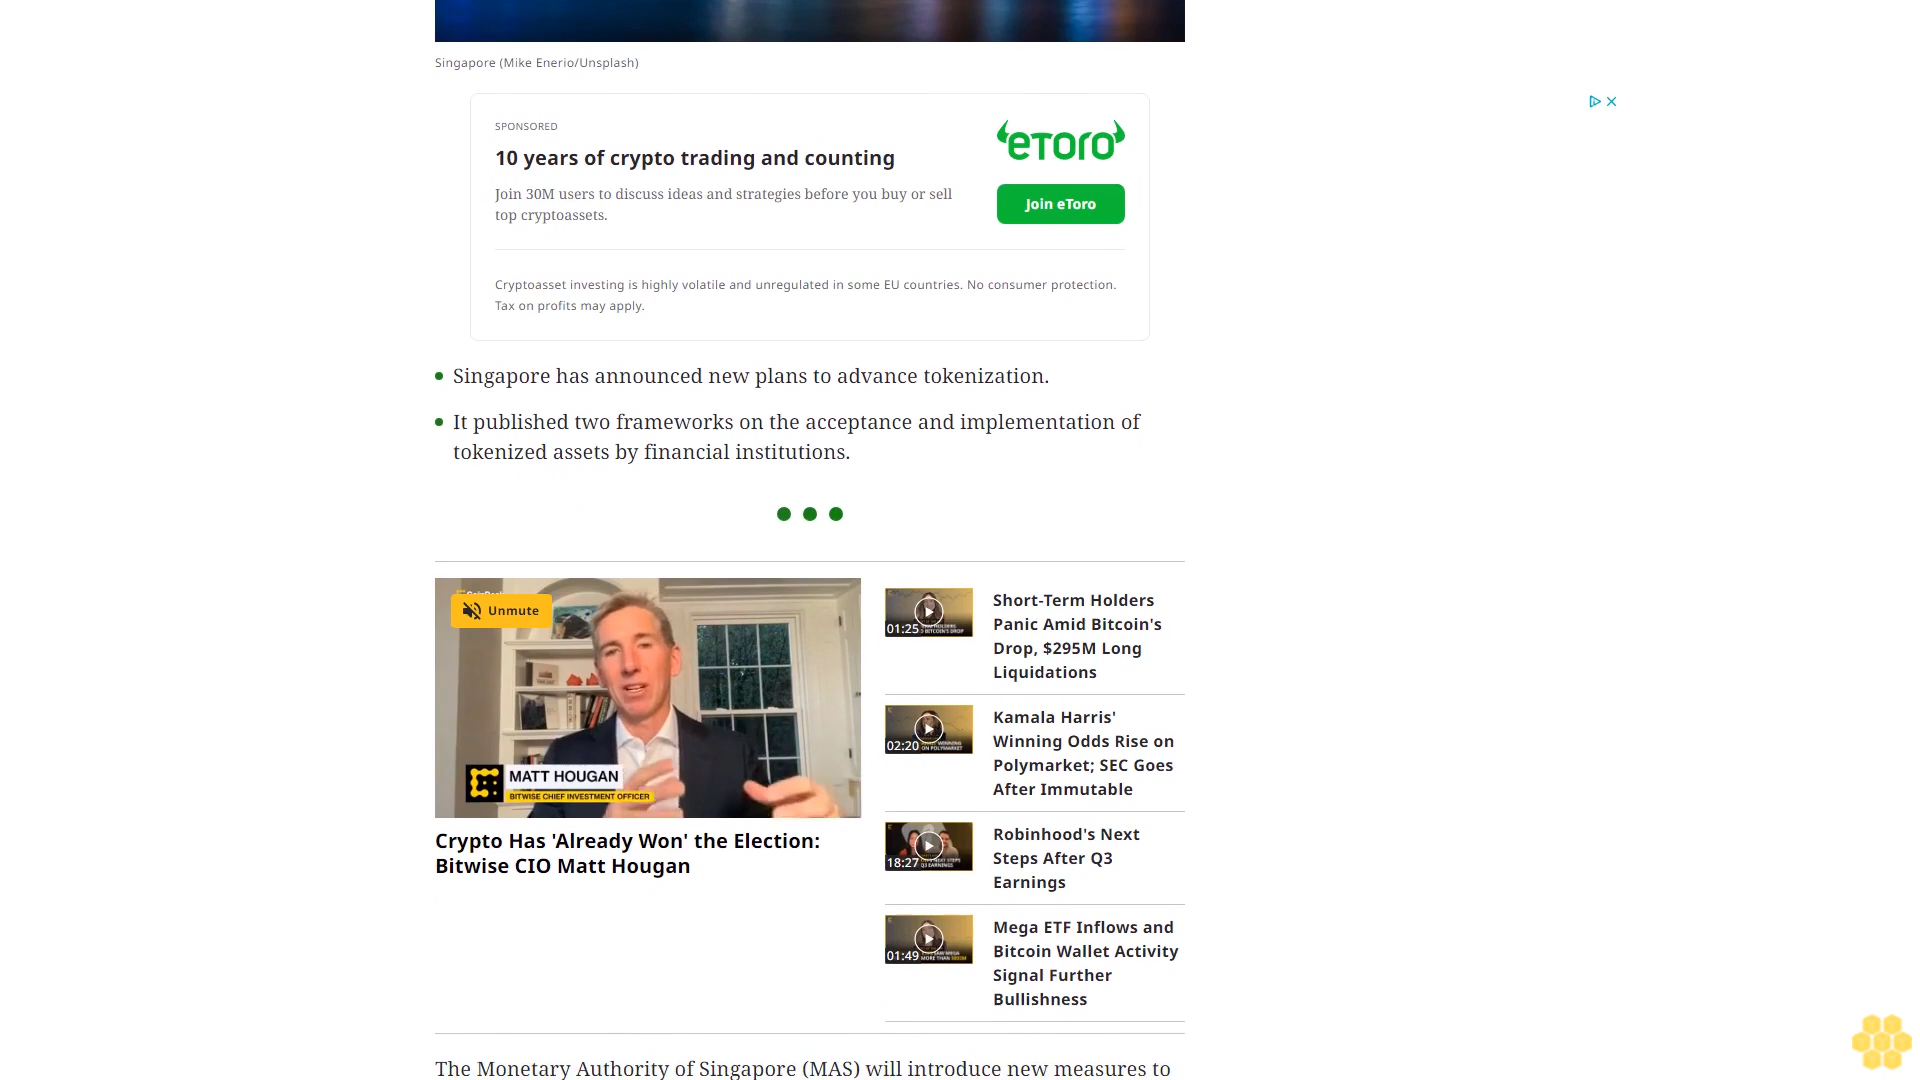 Singapore (Mike Enerio/Unsplash)
SPONSORED
10 years of crypto trading and counting
Join 30M users to discuss ideas and strategies before you buy or sell
top cryptoassets.
eToro
Join eToro
Cryptoasset investing is highly volatile and unregulated in some EU countries. No consumer protection.
Tax on profits may apply.
Singapore has announced new plans to advance tokenization.
It published two frameworks on the acceptance and implementation of
tokenized assets by financial institutions.
Unmute
MATT HOUGAN
BITWISE CHIEF INVESTMENT OFFICER
Crypto Has 'Already Won' the Election:
Bitwise CIO Matt Hougan
01:25
Short-Term Holders
Panic Amid Bitcoin's
Drop, $295M Long
Liquidations
02:20
Kamala Harris'
Winning Odds Rise on
Polymarket; SEC Goes
After Immutable
18:27
Robinhood's Next
Steps After Q3
Earnings
01:49
Mega ETF Inflows and
Bitcoin Wallet Activity
Signal Further
Bullishness
The Monetary Authority of Singapore (MAS) will introduce new measures to